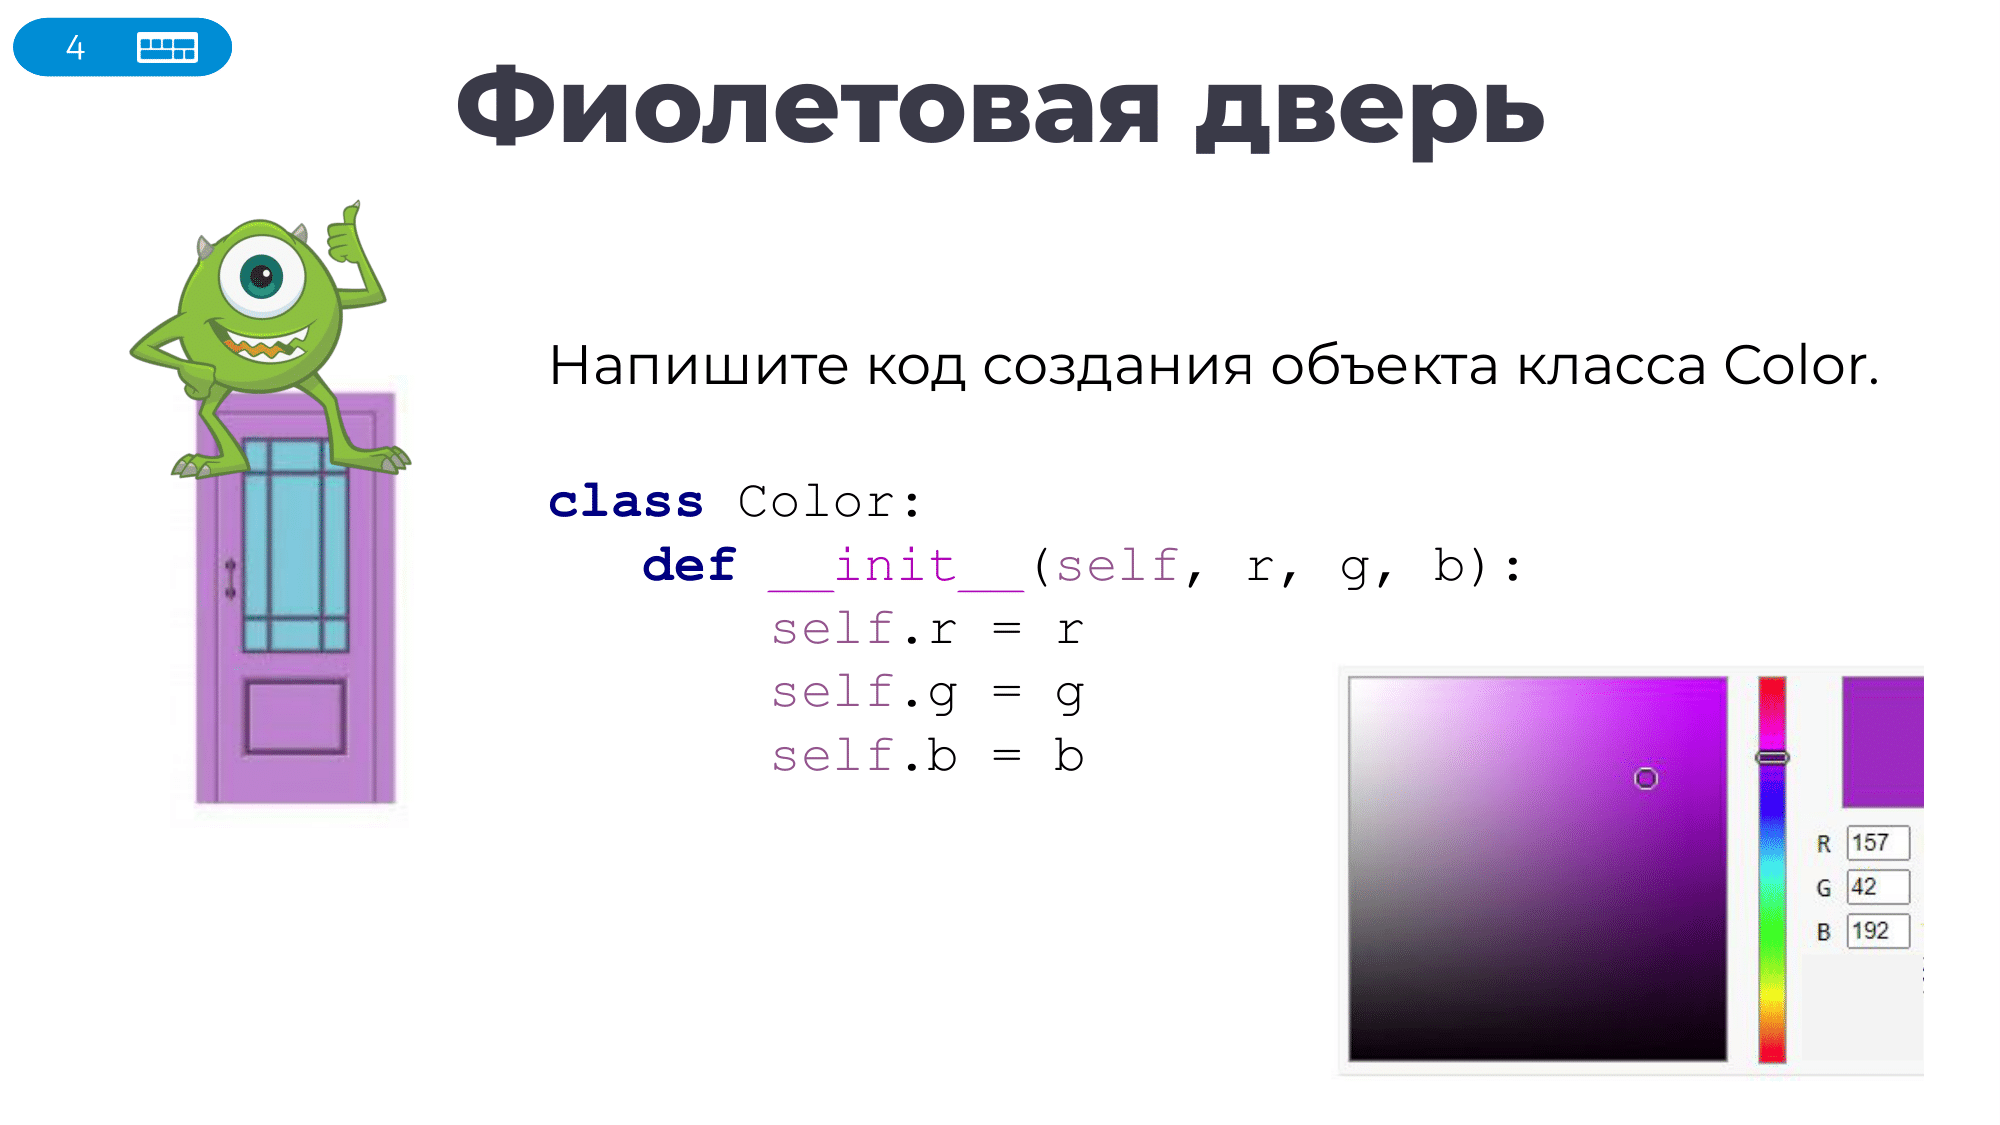 4
Фиолетовая дверь
Напишите код создания объекта класса Color.
class Color:
def __init__(self, r, g, b):
self.r = r
self.g = g
self.b = b
R 157
G 42
B 192